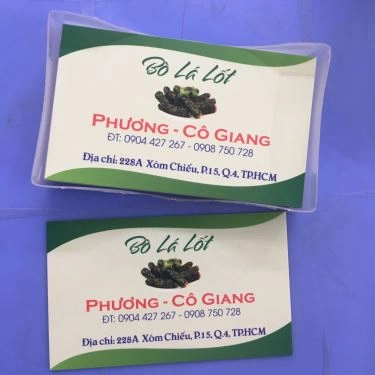 Bò Lá Lốt
PHƯƠNG - CÔ GIANG
ĐT: 0904 427 267 - 0908 750 728
Địa chỉ: 228A Xóm Chiếu, P.15, Q.4, TP.HCM
Bò Lá Lốt
PHƯƠNG - CÔ GIANG
ĐT: 0904 427 267 - 0908 750 728
Địa chỉ: 228A Xóm Chiếu, P.15, Q.4, TP.HCM